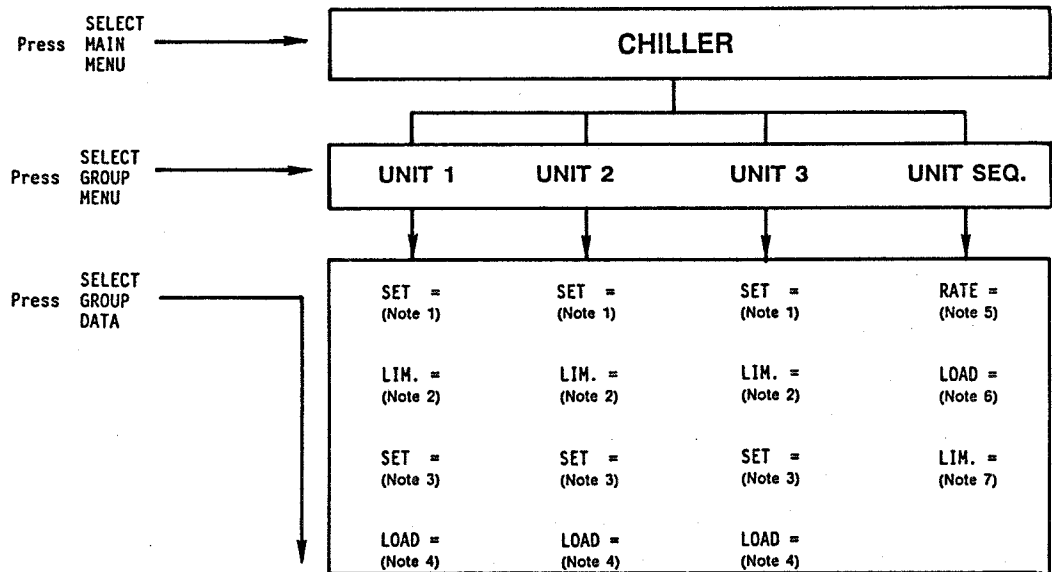 Press SELECT MAIN MENU
CHILLER
Press SELECT GROUP MENU
UNIT 1 UNIT 2 UNIT 3 UNIT SEQ.
Press SELECT GROUP DATA
SET = SET = SET = RATE =
(Note 1) (Note 1) (Note 1) (Note 5)
LIM. = LIM. = LIM. = LOAD =
(Note 2) (Note 2) (Note 2) (Note 6)
SET = SET = SET = LIM. =
(Note 3) (Note 3) (Note 3) (Note 7)
LOAD = LOAD = LOAD =
(Note 4) (Note 4) (Note 4)